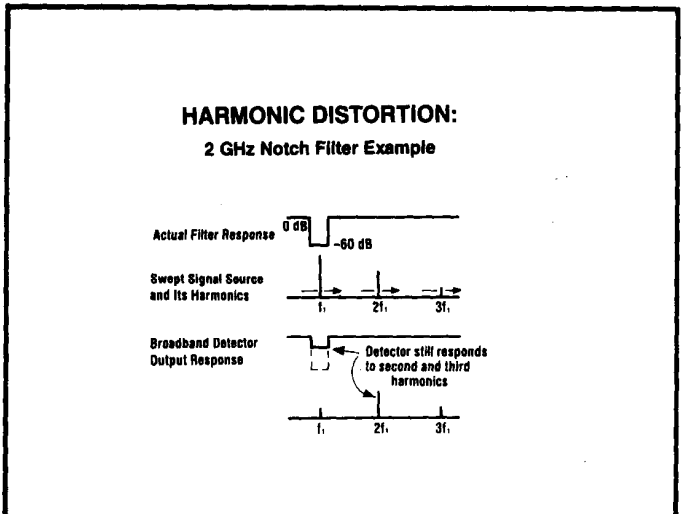 HARMONIC DISTORTION:
2 GHz Notch Filter Example
Actual Filter Response
0 dB
-60 dB
Swept Signal Source
and Its Harmonics
f₁
2f₁
3f₁
Broadband Detector
Output Response
Detector still responds
to second and third
harmonics
f₁
2f₁
3f₁